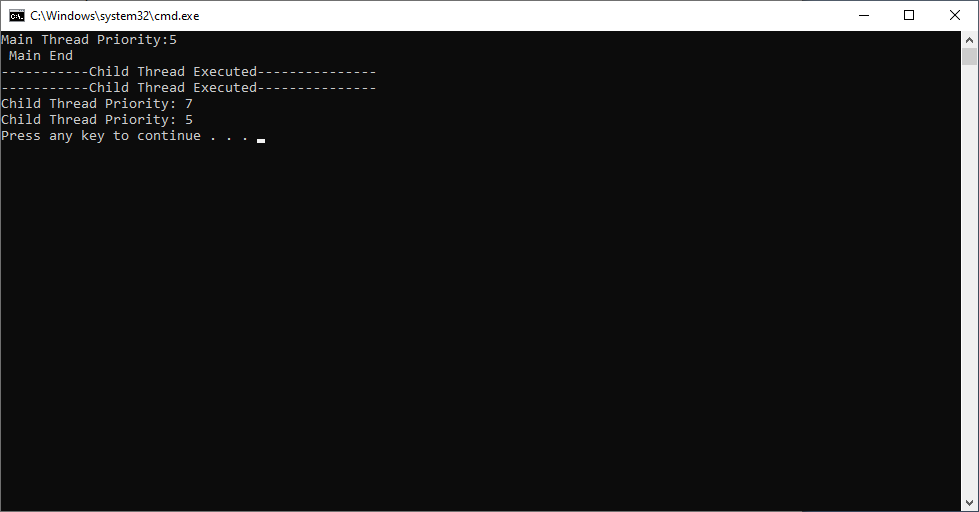 C:\Windows\system32\cmd.exe
Main Thread Priority:5
 Main End
-----------Child Thread Executed---------------
-----------Child Thread Executed---------------
Child Thread Priority: 7
Child Thread Priority: 5
Press any key to continue . . .